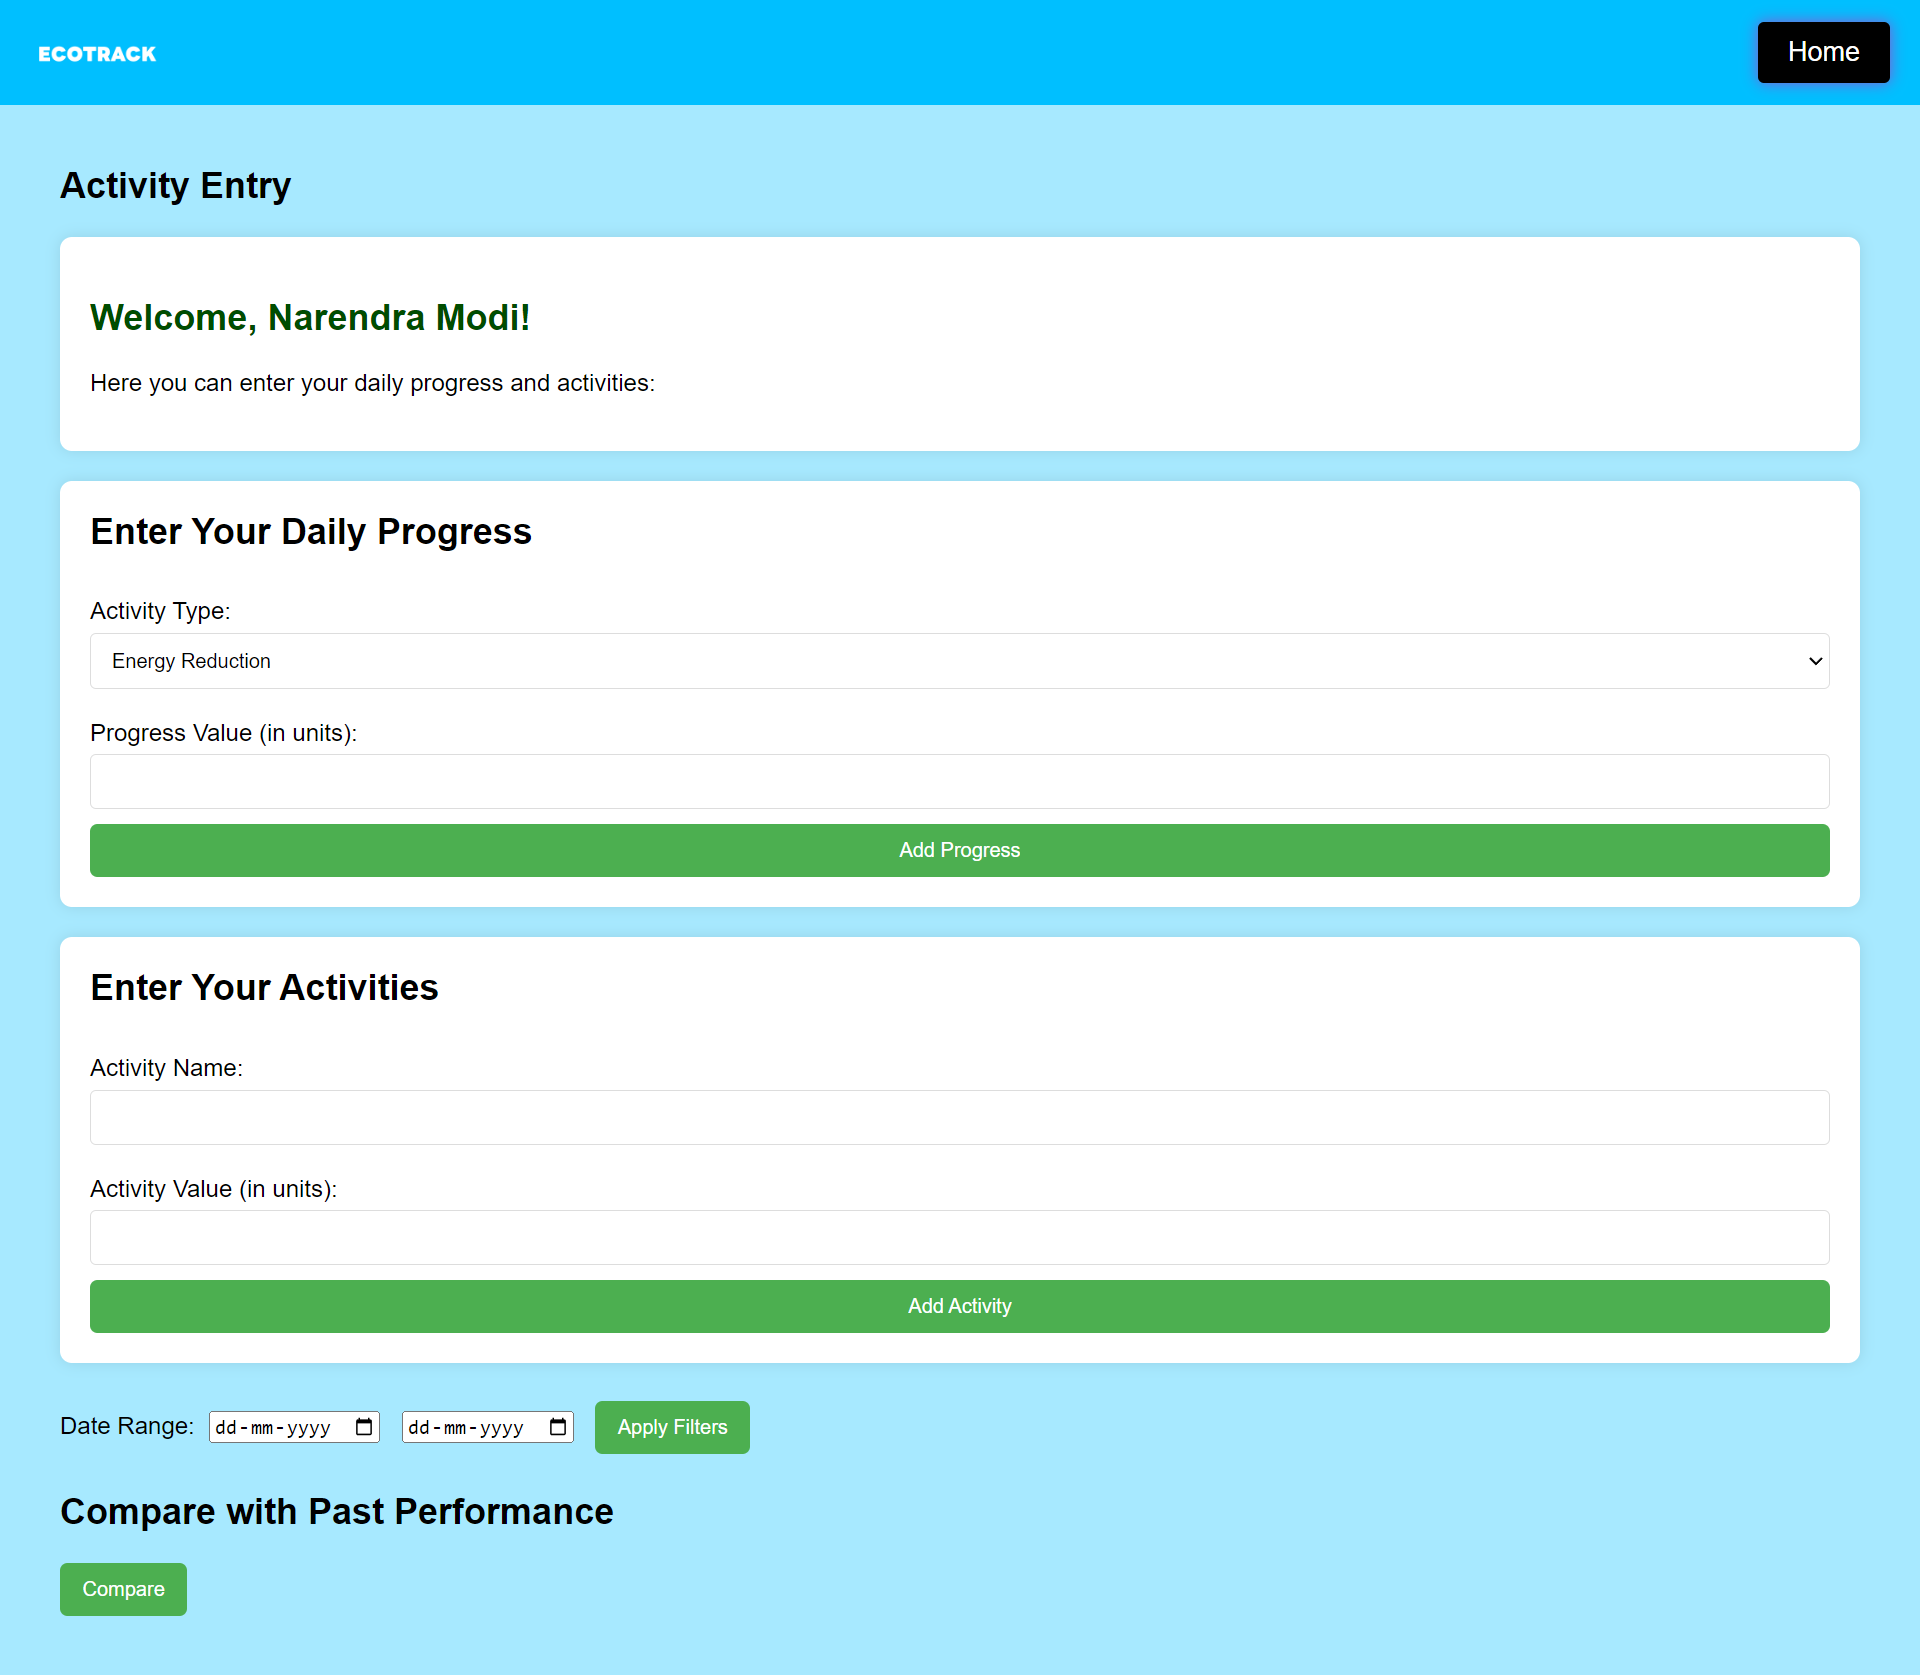 ECOTRACK
Home
Activity Entry
Welcome, Narendra Modi!
Here you can enter your daily progress and activities:
Enter Your Daily Progress
Activity Type:
Energy Reduction
Progress Value (in units):
Add Progress
Enter Your Activities
Activity Name:
Activity Value (in units):
Add Activity
Date Range: dd-mm-yyyy dd-mm-yyyy Apply Filters
Compare with Past Performance
Compare